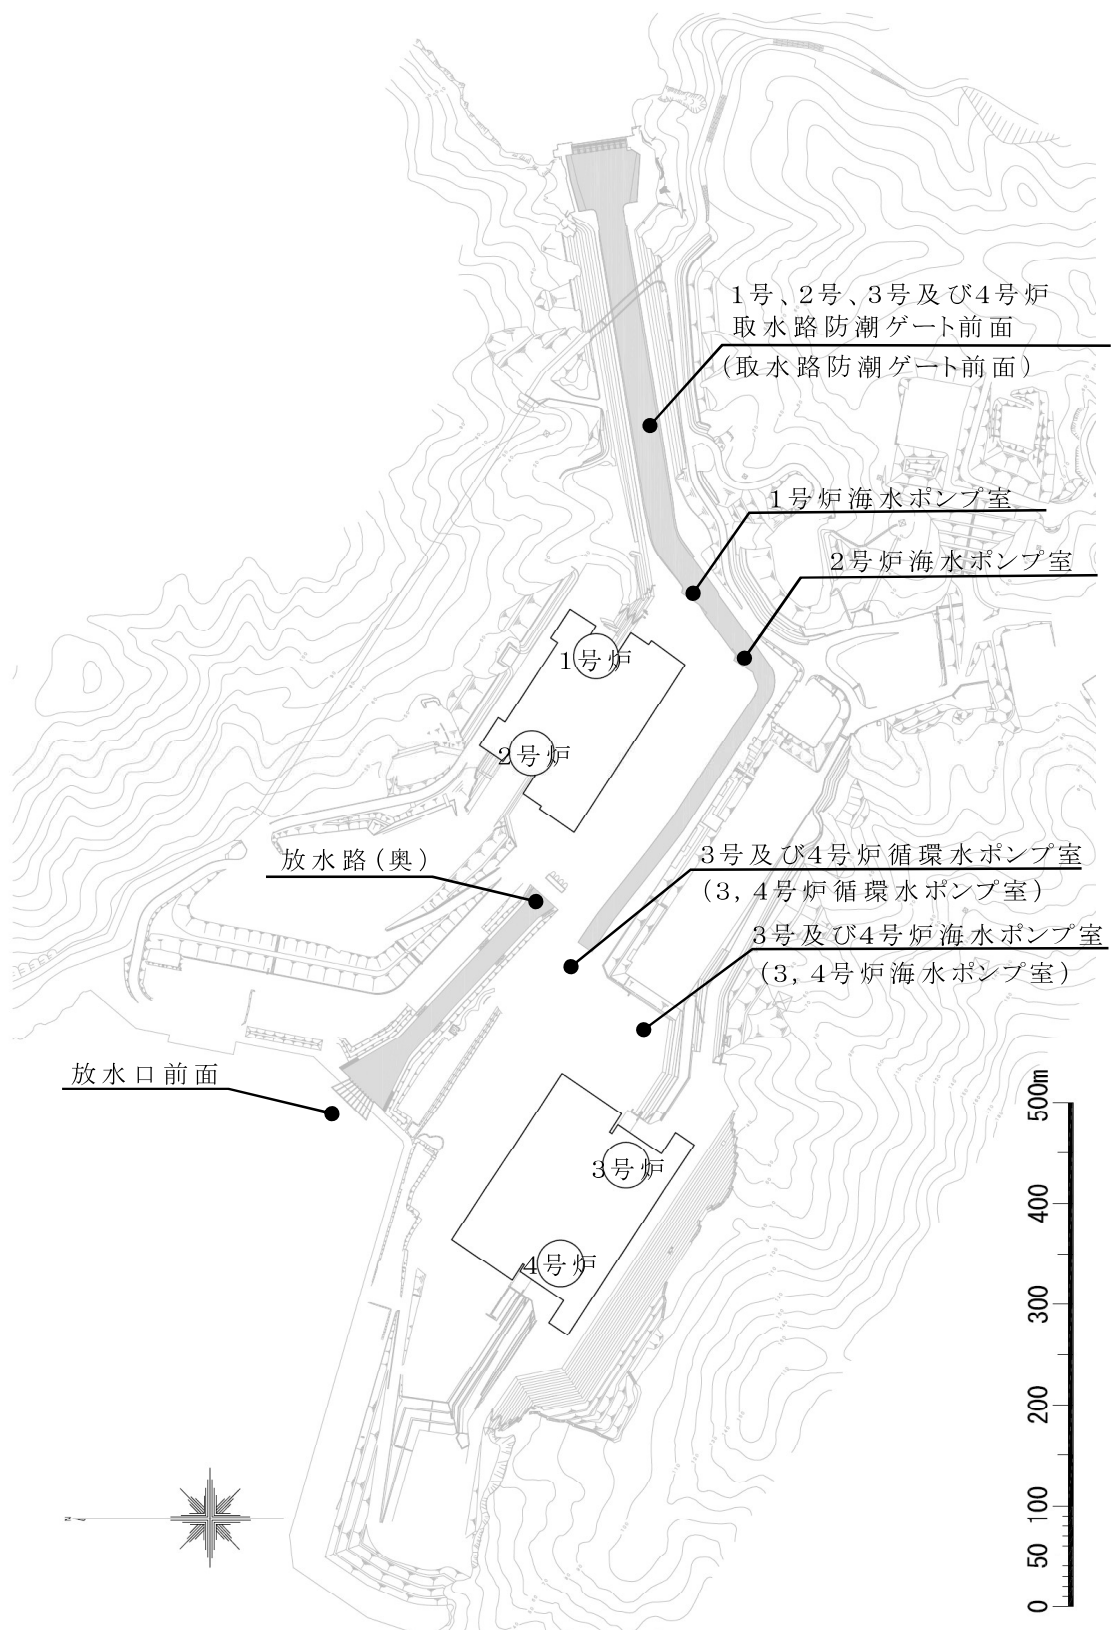 1号、2号、3号及び4号炉
取水路防潮ゲート前面
(取水路防潮ゲート前面)
1号炉海水ポンプ室
2号炉海水ポンプ室
1号炉
2号炉
3号及び4号炉循環水ポンプ室
放水路(奥)
(3,4号炉循環水ポンプ室)
3号及び4号炉海水ポンプ室
(3,4号炉海水ポンプ室)
放水口前面
3号炉
4号炉
500m
400
300
200
100
50
0
N